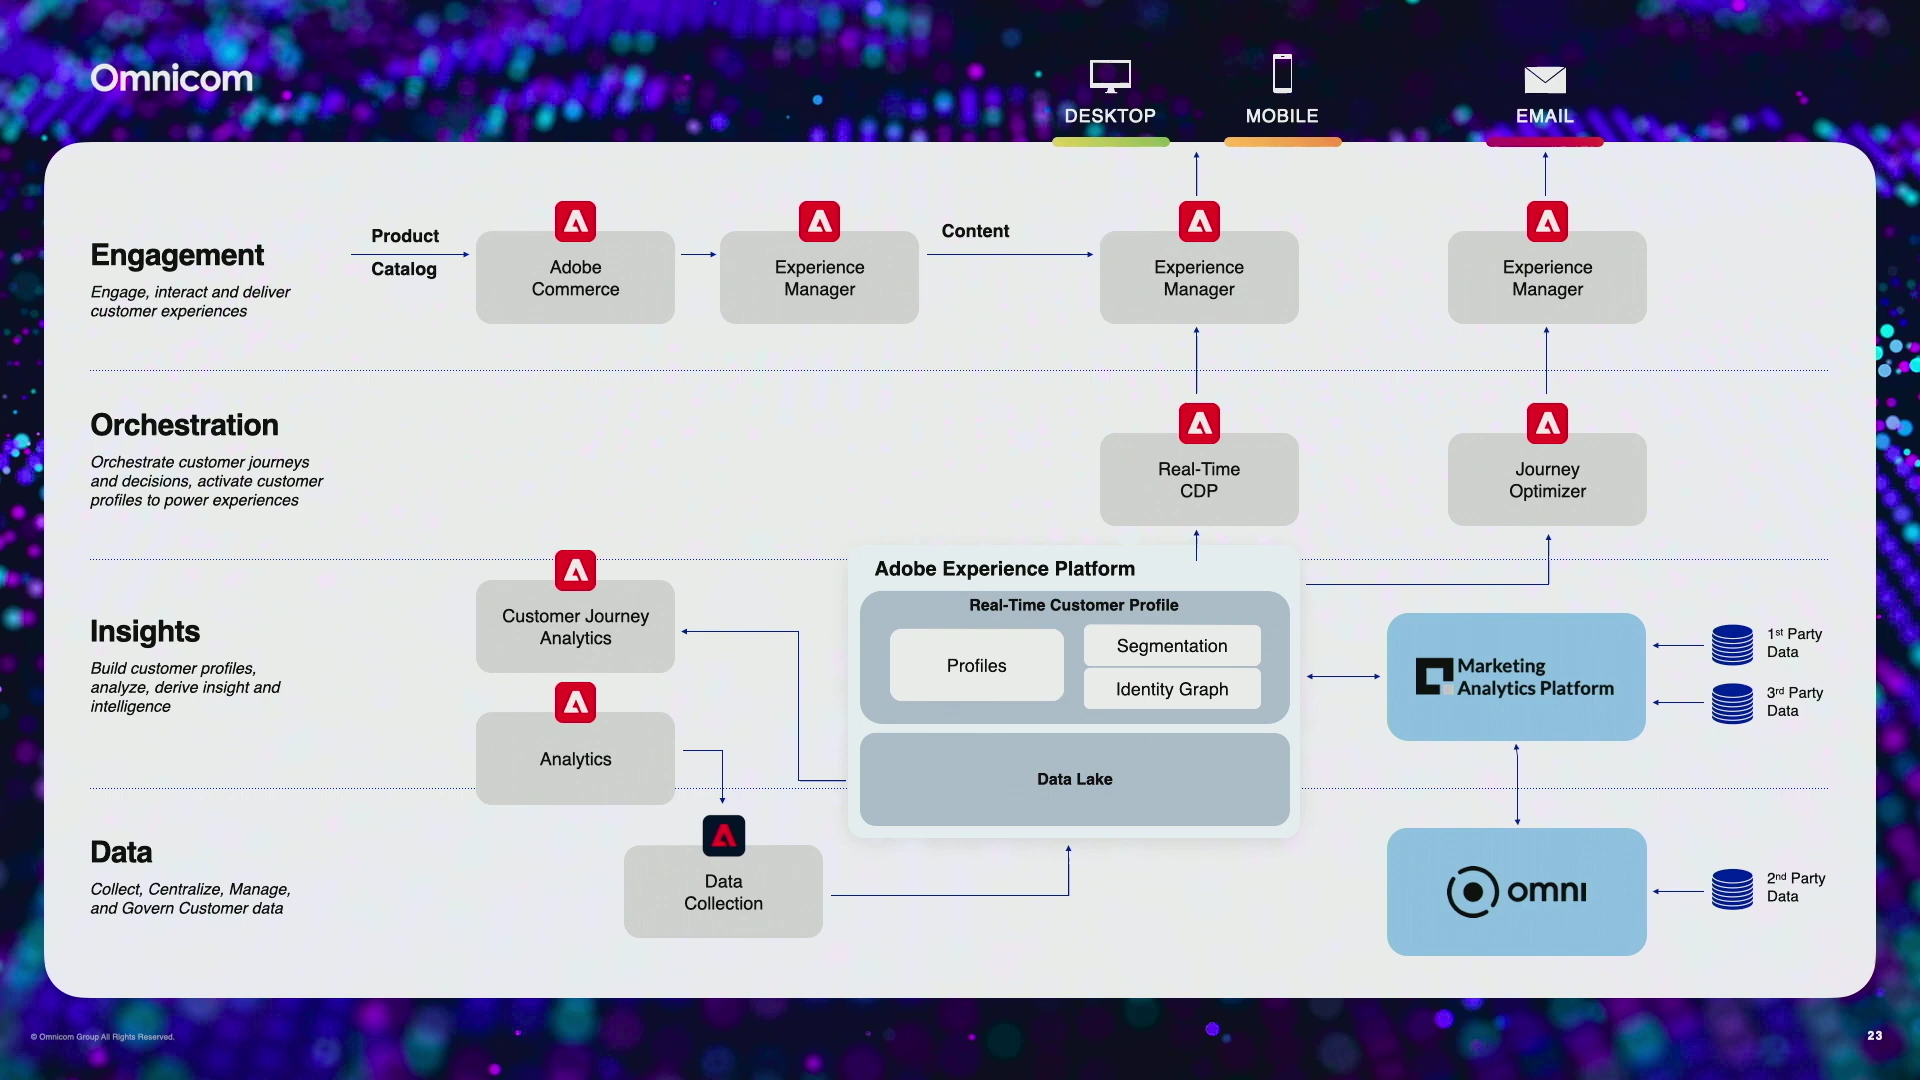 Omnicom
DESKTOP
MOBILE
EMAIL
Engagement
Engage, interact and deliver
customer experiences
Product
Catalog
Adobe
Commerce
Experience
Manager
Content
Experience
Manager
Experience
Manager
Orchestration
Orchestrate customer journeys
and decisions, activate customer
profiles to power experiences
Real-Time
CDP
Journey
Optimizer
Insights
Build customer profiles,
analyze, derive insight and
intelligence
Customer Journey
Analytics
Analytics
Adobe Experience Platform
Real-Time Customer Profile
Profiles
Segmentation
Identity Graph
Data Lake
Marketing
Analytics Platform
1st Party
Data
3rd Party
Data
Data
Collect, Centralize, Manage,
and Govern Customer data
Data
Collection
omni
2nd Party
Data
© Omnicom Group All Rights Reserved.
23